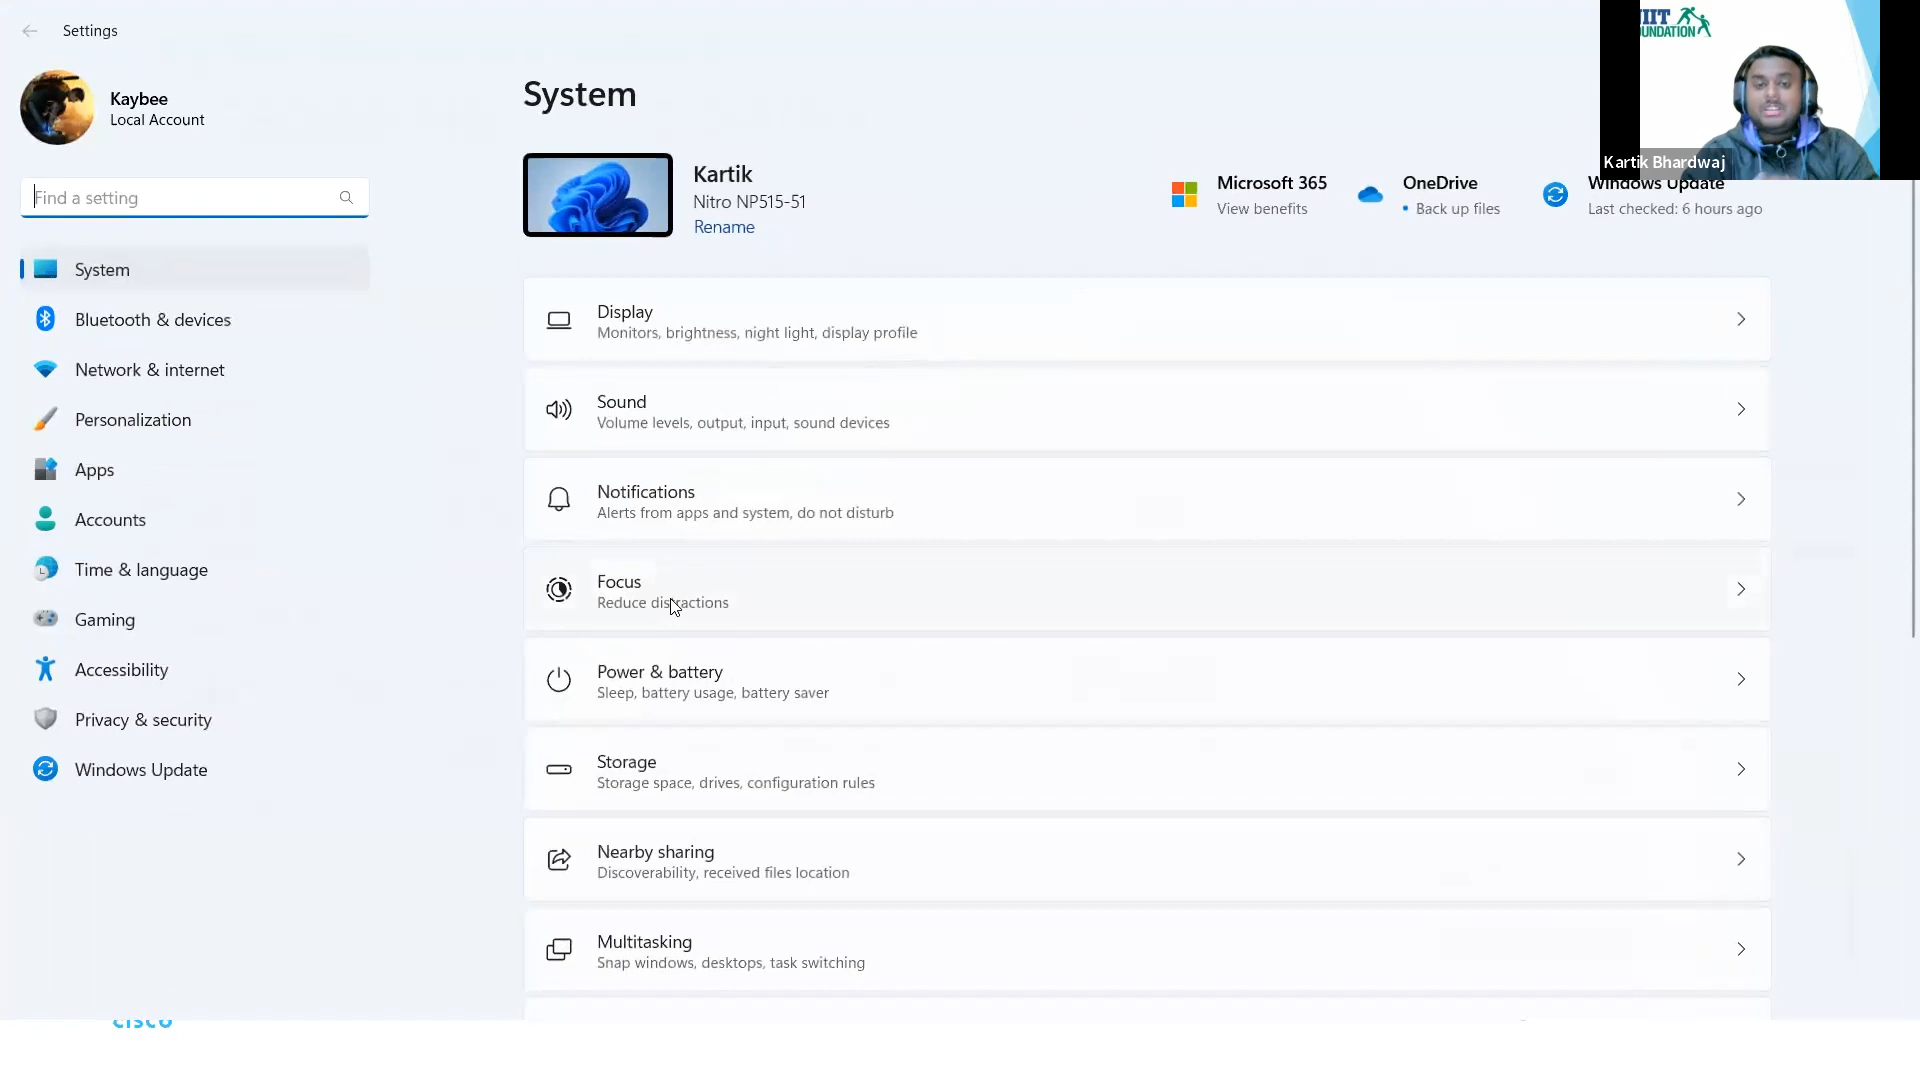 Settings
Kaybee
Local Account
Find a setting
System
Bluetooth & devices
Network & internet
Personalization
Apps
Accounts
Time & language
Gaming
Accessibility
Privacy & security
Windows Update
System
Kartik
Nitro NP515-51
Rename
Microsoft 365
View benefits
OneDrive
• Back up files
Windows Update
Last checked: 6 hours ago
Display
Monitors, brightness, night light, display profile
Sound
Volume levels, output, input, sound devices
Notifications
Alerts from apps and system, do not disturb
Focus
Reduce distractions
Power & battery
Sleep, battery usage, battery saver
Storage
Storage space, drives, configuration rules
Nearby sharing
Discoverability, received files location
Multitasking
Snap windows, desktops, task switching
IIT
UNDATION
Kartik Bhardwaj
cisco